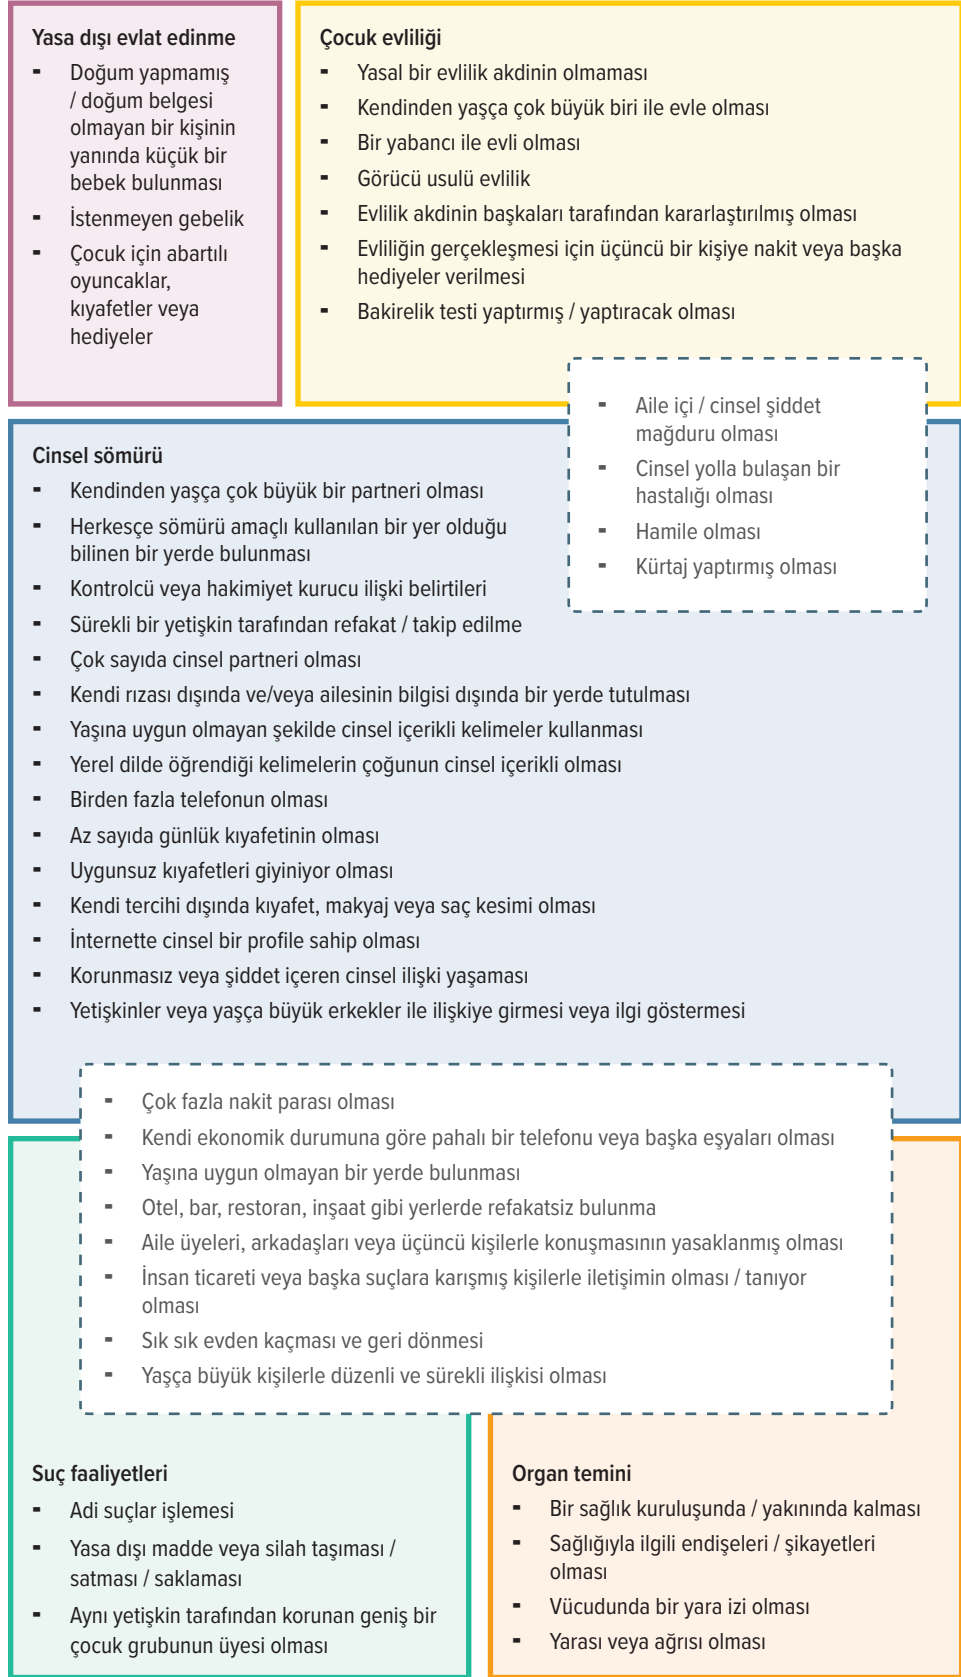 Yasa dışı evlat edinme
- Doğum yapmamış
/ doğum belgesi
olmayan bir kişinin
yanında küçük bir
bebek bulunması
- İstenmeyen gebelik
- Çocuk için abartılı
oyuncaklar,
kıyafetler veya
hediyeler
Çocuk evliliği
- Yasal bir evlilik akdinin olmaması
- Kendinden yaşça çok büyük biri ile evle olması
- Bir yabancı ile evli olması
- Görücü usulü evlilik
- Evlilik akdinin başkaları tarafından kararlaştırılmış olması
- Evliliğin gerçekleşmesi için üçüncü bir kişiye nakit veya başka
hediyeler verilmesi
- Bakirelik testi yaptırmış / yaptıracak olması
- Aile içi / cinsel şiddet
mağduru olması
- Cinsel yolla bulaşan bir
hastalığı olması
- Hamile olması
- Kürtaj yaptırmış olması
Cinsel sömürü
- Kendinden yaşça çok büyük bir partneri olması
- Herkesçe sömürü amaçlı kullanılan bir yer olduğu
bilinen bir yerde bulunması
- Kontrolcü veya hakimiyet kurucu ilişki belirtileri
- Sürekli bir yetişkin tarafından refakat / takip edilme
- Çok sayıda cinsel partneri olması
- Kendi rızası dışında ve/veya ailesinin bilgisi dışında bir yerde tutulması
- Yaşına uygun olmayan şekilde cinsel içerikli kelimeler kullanması
- Yerel dilde öğrendiği kelimelerin çoğunun cinsel içerikli olması
- Birden fazla telefonun olması
- Az sayıda günlük kıyafetinin olması
- Uygunsuz kıyafetleri giyiniyor olması
- Kendi tercihi dışında kıyafet, makyaj veya saç kesimi olması
- İnternette cinsel bir profile sahip olması
- Korunmasız veya şiddet içeren cinsel ilişki yaşaması
- Yetişkinler veya yaşça büyük erkekler ile ilişkiye girmesi veya ilgi göstermesi
- Çok fazla nakit parası olması
- Kendi ekonomik durumuna göre pahalı bir telefonu veya başka eşyaları olması
- Yaşına uygun olmayan bir yerde bulunması
- Otel, bar, restoran, inşaat gibi yerlerde refakatsiz bulunma
- Aile üyeleri, arkadaşları veya üçüncü kişilerle konuşmasının yasaklanmış olması
- İnsan ticareti veya başka suçlara karışmış kişilerle iletişimin olması / tanıyor
olması
- Sık sık evden kaçması ve geri dönmesi
- Yaşça büyük kişilerle düzenli ve sürekli ilişkisi olması
Suç faaliyetleri
- Adi suçlar işlemesi
- Yasa dışı madde veya silah taşıması /
satması / saklaması
- Aynı yetişkin tarafından korunan geniş bir
çocuk grubunun üyesi olması
Organ temini
- Bir sağlık kuruluşunda / yakınında kalması
- Sağlığıyla ilgili endişeleri / şikayetleri
olması
- Vücudunda bir yara izi olması
- Yarası veya ağrısı olması